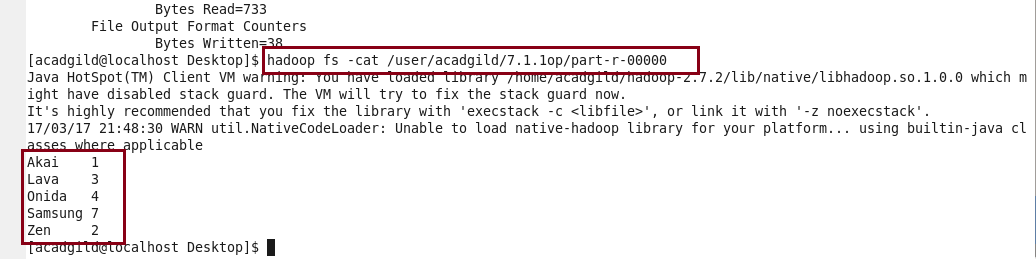 Bytes Read=733
File Output Format Counters
Bytes Written=38
[acadgild@localhost Desktop]$ hadoop fs -cat /user/acadgild/7.1.1op/part-r-00000
Java HotSpot(TM) Client VM warning: You have loaded library /home/acadgild/hadoop-2.7.2/lib/native/libhadoop.so.1.0.0 which m
ight have disabled stack guard. The VM will try to fix the stack guard now.
It's highly recommended that you fix the library with 'execstack -c <libfile>', or link it with '-z noexecstack'.
17/03/17 21:48:30 WARN util.NativeCodeLoader: Unable to load native-hadoop library for your platform... using builtin-java cl
asses where applicable
Akai    1
Lava    3
Onida   4
Samsung 7
Zen     2
[acadgild@localhost Desktop]$